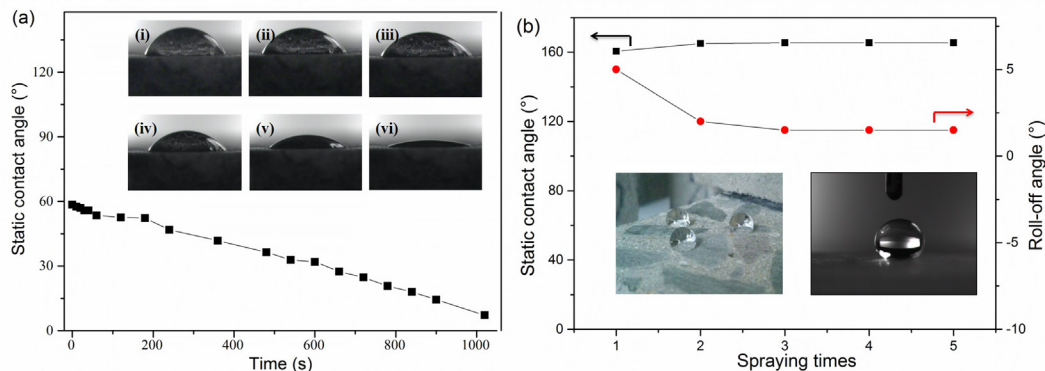 (a)
(i)
(ii)
(iii)
(iv)
(v)
(vi)
120
90
60
30
0
Static contact angle (°)
0
200
400
600
800
1000
Time (s)
(b)
160
120
80
40
0
Static contact angle (°)
5
0
-5
-10
Roll-off angle (°)
1
2
3
4
5
Spraying times